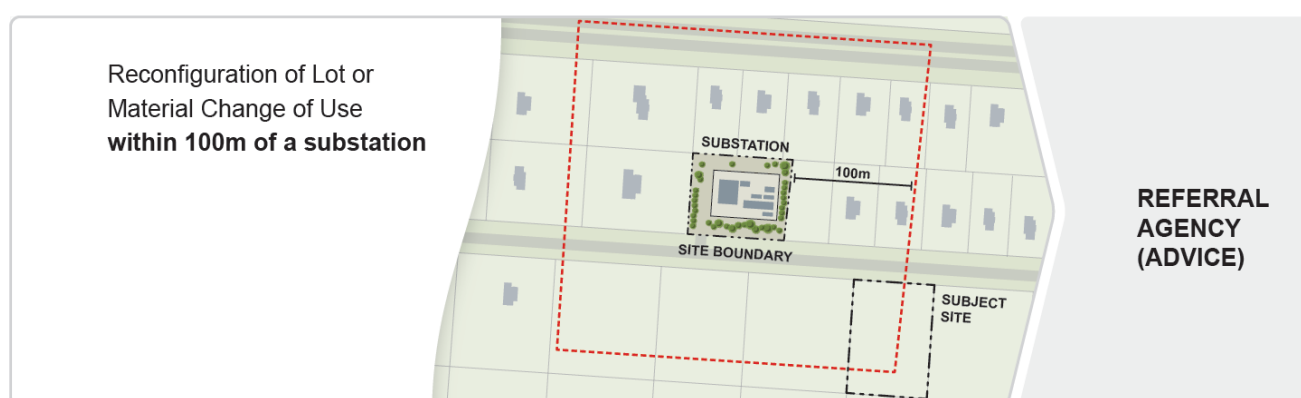 Reconfiguration of Lot or
Material Change of Use
within 100m of a substation
SUBSTATION
100m
SITE BOUNDARY
SUBJECT
SITE
REFERRAL
AGENCY
(ADVICE)